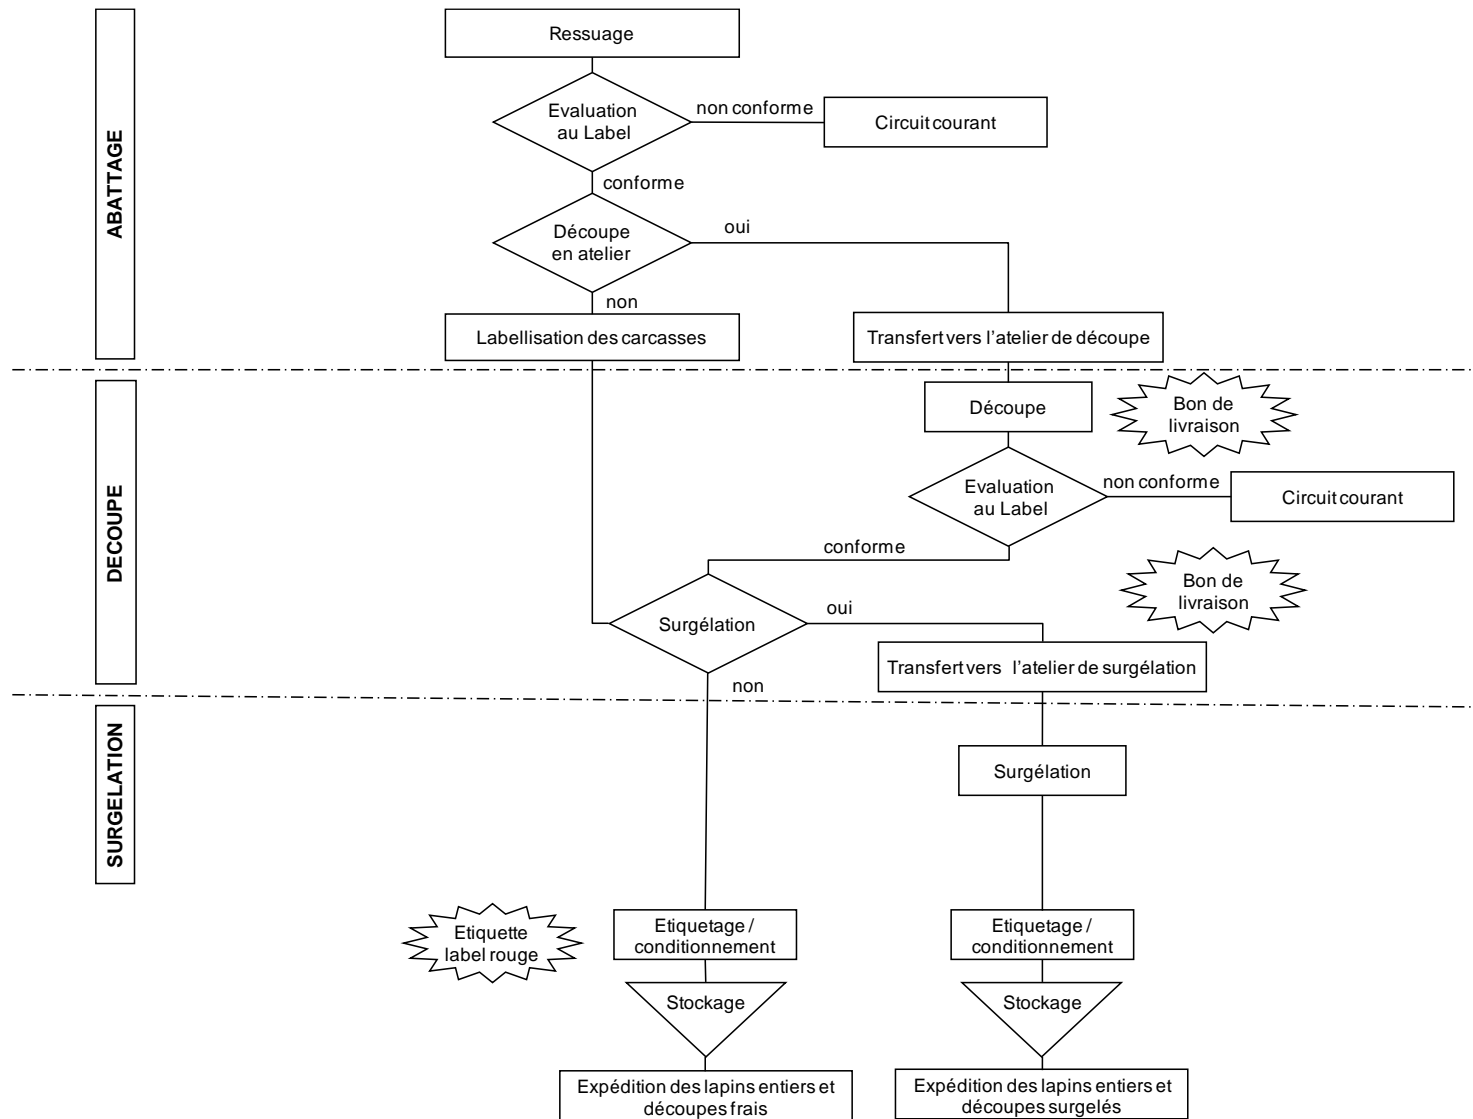 ABATTAGE
Ressuage
Evaluation
au Label
non conforme
Circuit courant
conforme
Découpe
en atelier
oui
non
Labellisation des carcasses
Transfert vers l'atelier de découpe
DECOUPE
Découpe
Bon de
livraison
Evaluation
au Label
non conforme
Circuit courant
conforme
Bon de
livraison
Surgélation
oui
Transfert vers l'atelier de surgélation
non
SURGELATION
Surgélation
Etiquette
label rouge
Etiquetage /
conditionnement
Etiquetage /
conditionnement
Stockage
Stockage
Expédition des lapins entiers et
découpes frais
Expédition des lapins entiers et
découpes surgelés